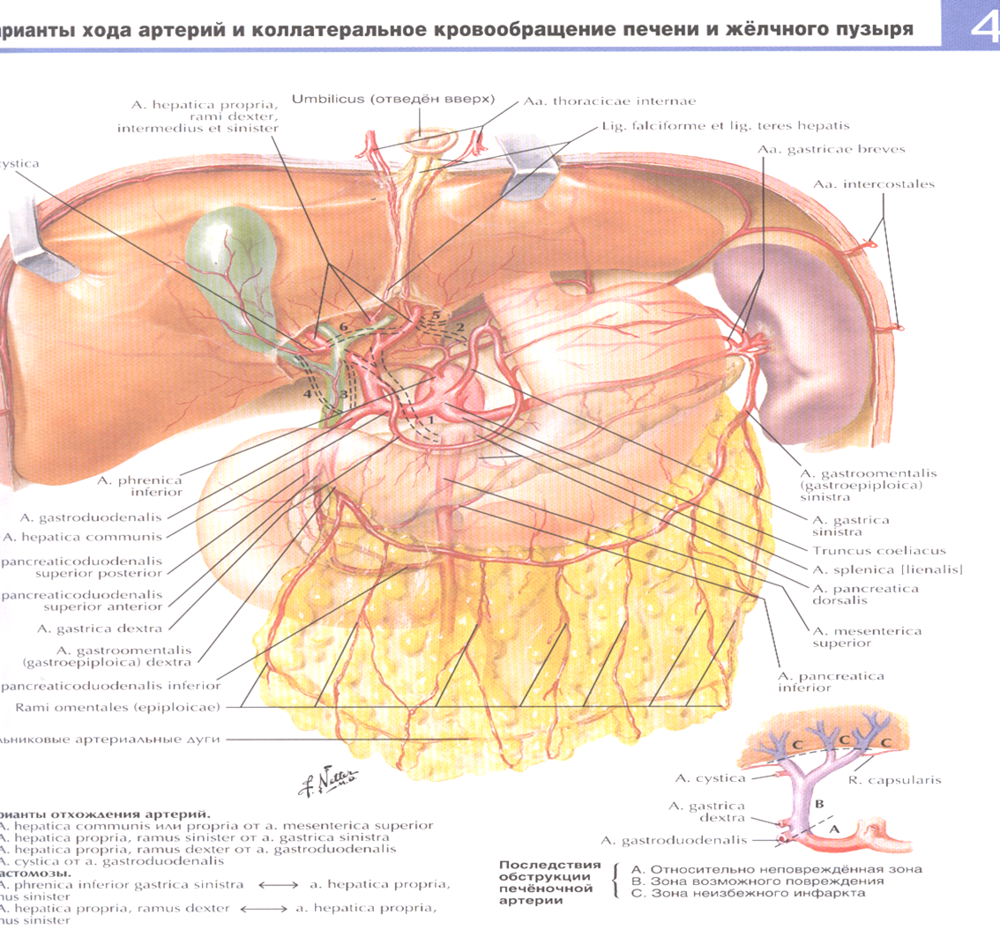 арианты хода артерий и коллатеральное кровообращение печени и жёлчного пузыря
4
Umbilicus (отведён вверх)
Aa. thoracicae internae
A. hepatica propria,
rami dexter,
intermedius et sinister
Lig. falciforme et lig. teres hepatis
Aa. gastricae breves
cystica
Aa. intercostales
5
6
2
4
3
1
A. phrenica
inferior
A. gastroduodenalis
A. hepatica communis
pancreaticoduodenalis
superior posterior
pancreaticoduodenalis
superior anterior
A. gastrica dextra
A. gastroomentalis
(gastroepiploica) dextra
pancreaticoduodenalis inferior
Rami omentales (epiploicae)
льниковые артериальные дуги
A. gastroomentalis
(gastroepiploica)
sinistra
A. gastrica
sinistra
Truncus coeliacus
A. splenica [lienalis]
A. pancreatica
dorsalis
A. mesenterica
superior
A. pancreatica
inferior
F. Netter
M.D.
C C C
A. cystica
R. capsularis
A. gastrica
dextra
B
A
A. gastroduodenalis
рианты отхождения артерий.
A. hepatica communis или propria от a. mesenterica superior
A. hepatica propria, ramus sinister от a. gastrica sinistra
A. hepatica propria, ramus dexter от a. gastroduodenalis
A. cystica от a. gastroduodenalis
астомозы.
A. phrenica inferior gastrica sinistra ⟷ a. hepatica propria,
mus sinister
A. hepatica propria, ramus dexter ⟷ a. hepatica propria,
mus sinister
Последствия
обструкции
печёночной
артерии
A. Относительно неповреждённая зона
B. Зона возможного повреждения
C. Зона неизбежного инфаркта